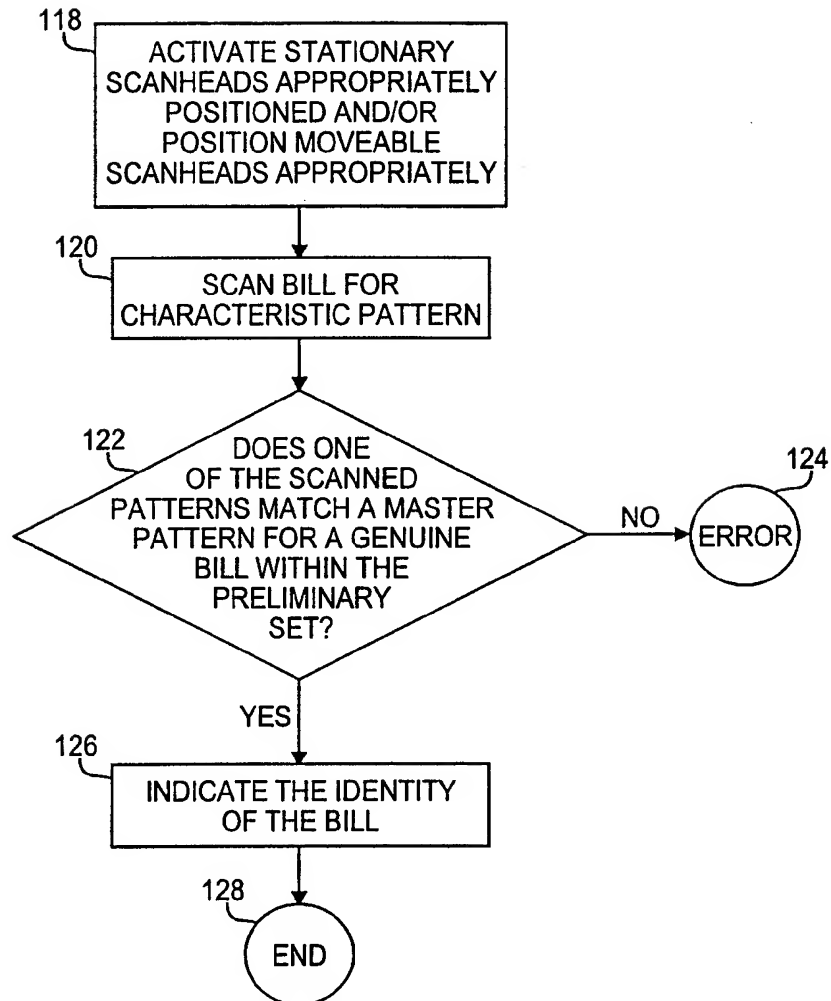 118
ACTIVATE STATIONARY
SCANHEADS APPROPRIATELY
POSITIONED AND/OR
POSITION MOVEABLE
SCANHEADS APPROPRIATELY
120
SCAN BILL FOR
CHARACTERISTIC PATTERN
122
DOES ONE
OF THE SCANNED
PATTERNS MATCH A MASTER
PATTERN FOR A GENUINE
BILL WITHIN THE
PRELIMINARY
SET?
NO
124
ERROR
YES
126
INDICATE THE IDENTITY
OF THE BILL
128
END